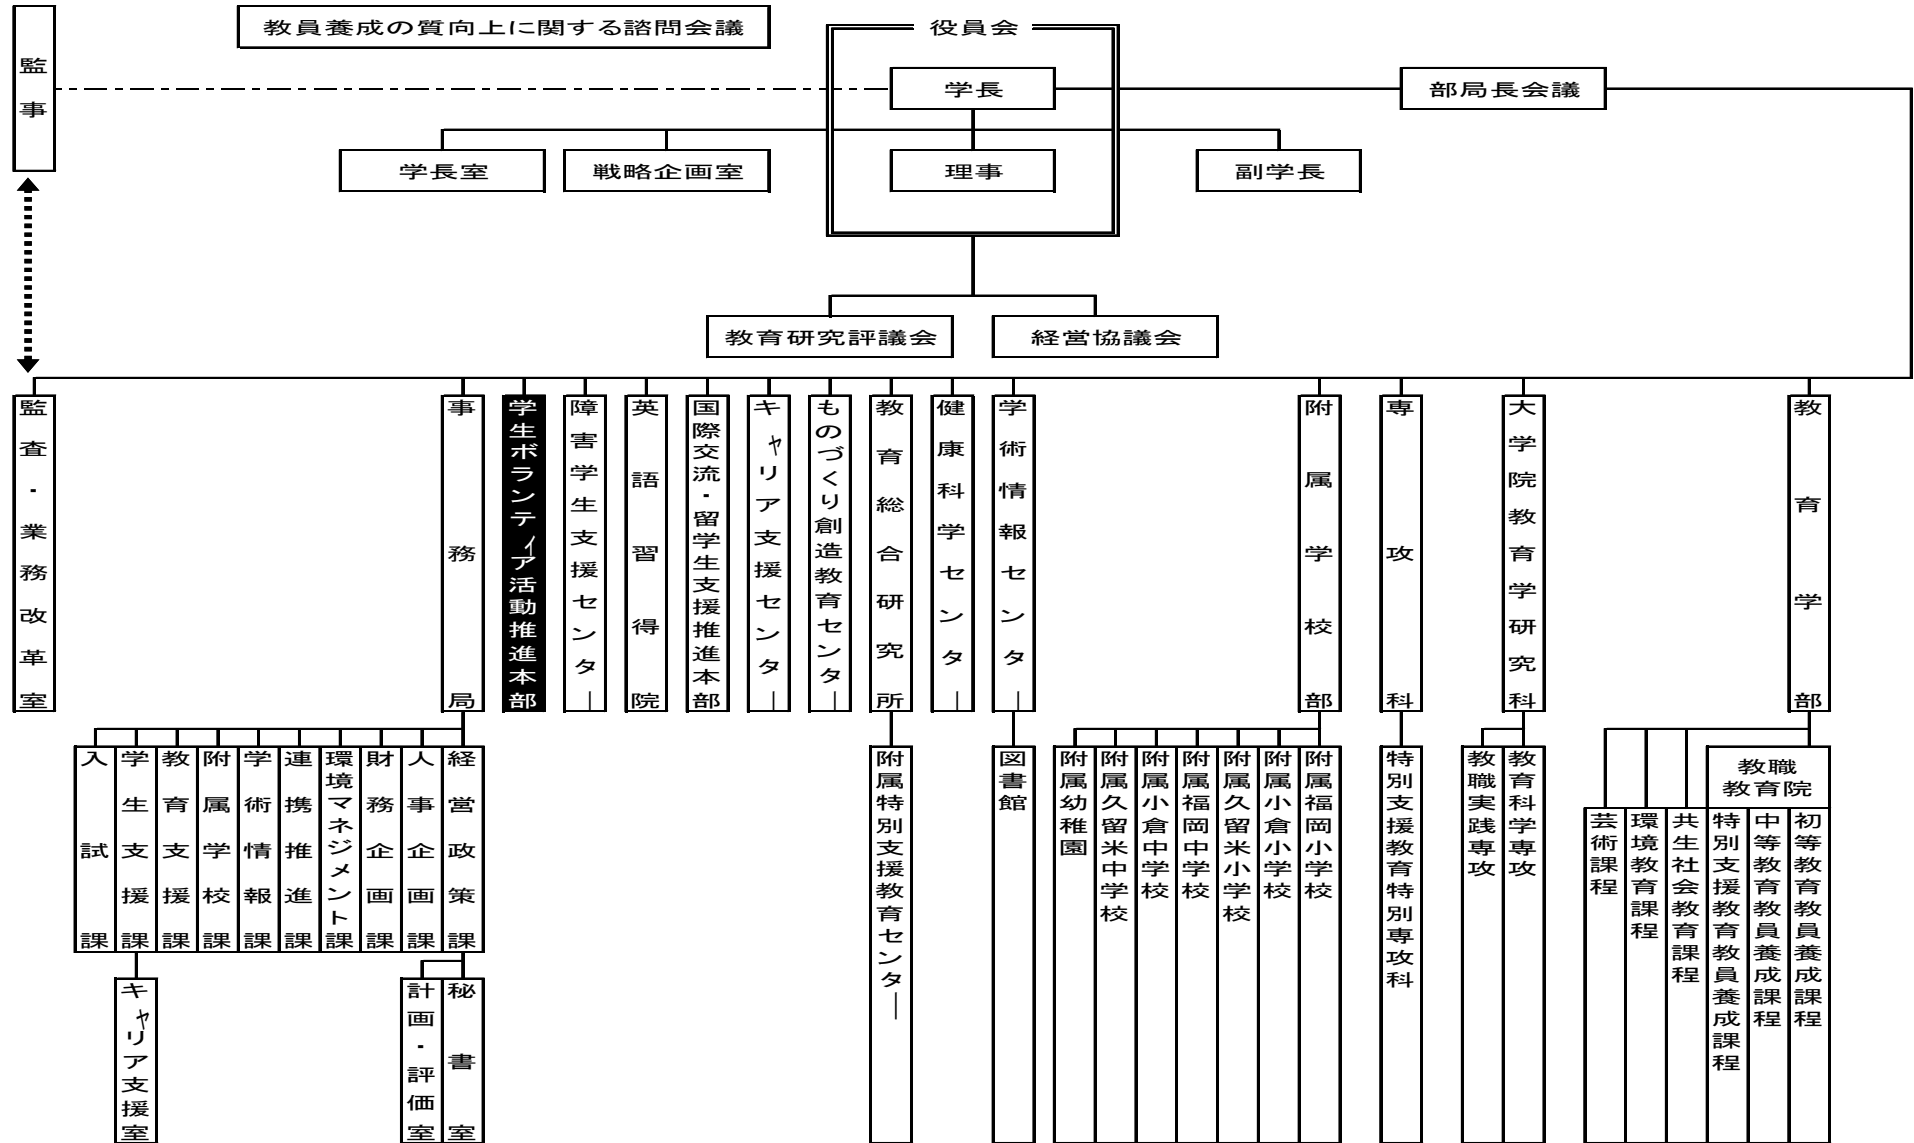 教員養成の質向上に関する諮問会議
役員会
監事
学長
部局長会議
学長室
戦略企画室
理事
副学長
教育研究評議会
経営協議会
監査・業務改革室
事務局
学生ボランティア活動推進本部
障害学生支援センター
英語習得院
国際交流・留学生支援推進本部
キャリア支援センター
ものづくり創造教育センター
教育総合研究所
健康科学センター
学術情報センター
附属学校部
専攻科
大学院教育学研究科
教育学部
入試課
学生支援課
教育支援課
附属学校課
学術情報課
連携推進課
環境マネジメント課
財務企画課
人事企画課
経営政策課
附属特別支援教育センター
図書館
附属幼稚園
附属久留米中学校
附属小倉中学校
附属福岡中学校
附属久留米小学校
附属小倉小学校
附属福岡小学校
特別支援教育特別専攻科
教職実践専攻
教育科学専攻
教職
教育院
芸術課程
環境教育課程
共生社会教育課程
特別支援教育教員養成課程
中等教育教員養成課程
初等教育教員養成課程
キャリア支援室
計画・評価室
秘書室